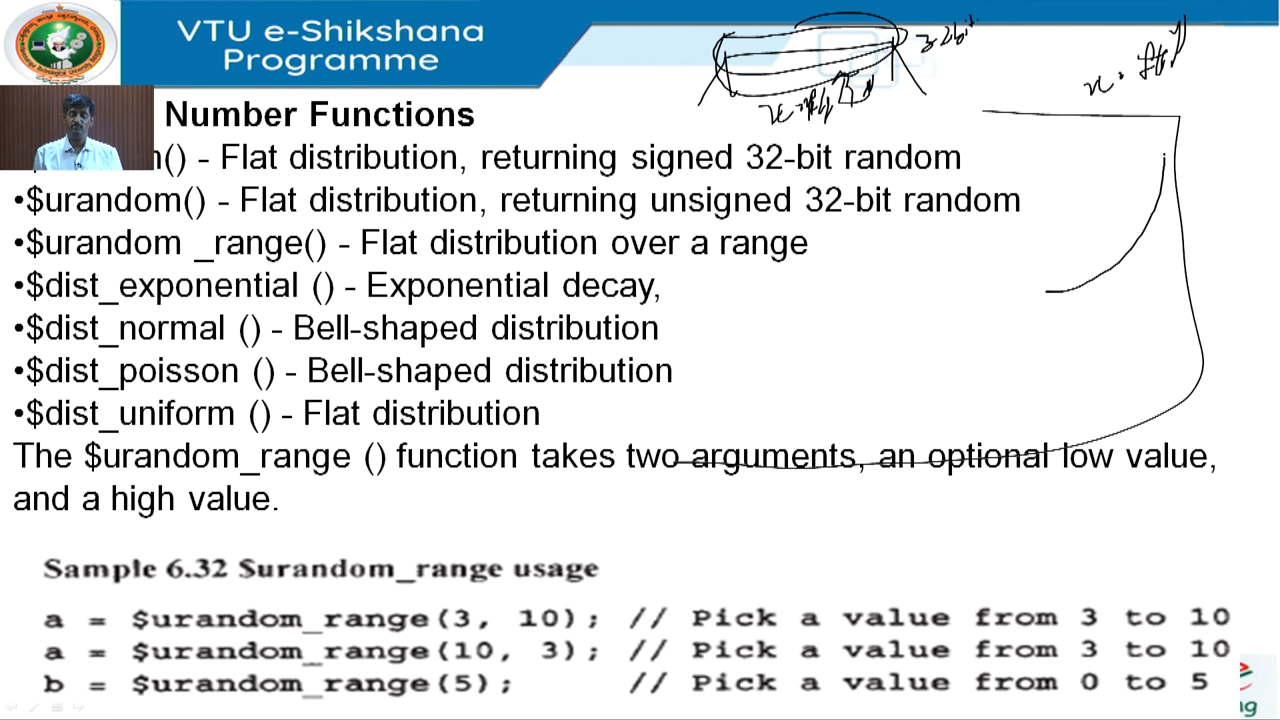 VTU e-Shikshana
Programme
Number Functions
() - Flat distribution, returning signed 32-bit random
•$urandom() - Flat distribution, returning unsigned 32-bit random
•$urandom _range() - Flat distribution over a range
•$dist_exponential () - Exponential decay,
•$dist_normal () - Bell-shaped distribution
•$dist_poisson () - Bell-shaped distribution
•$dist_uniform () - Flat distribution
The $urandom_range () function takes two arguments, an optional low value,
and a high value.
Sample 6.32 $urandom_range usage
a = $urandom_range(3, 10); // Pick a value from 3 to 10
a = $urandom_range(10, 3); // Pick a value from 3 to 10
b = $urandom_range(5); // Pick a value from 0 to 5
32bit